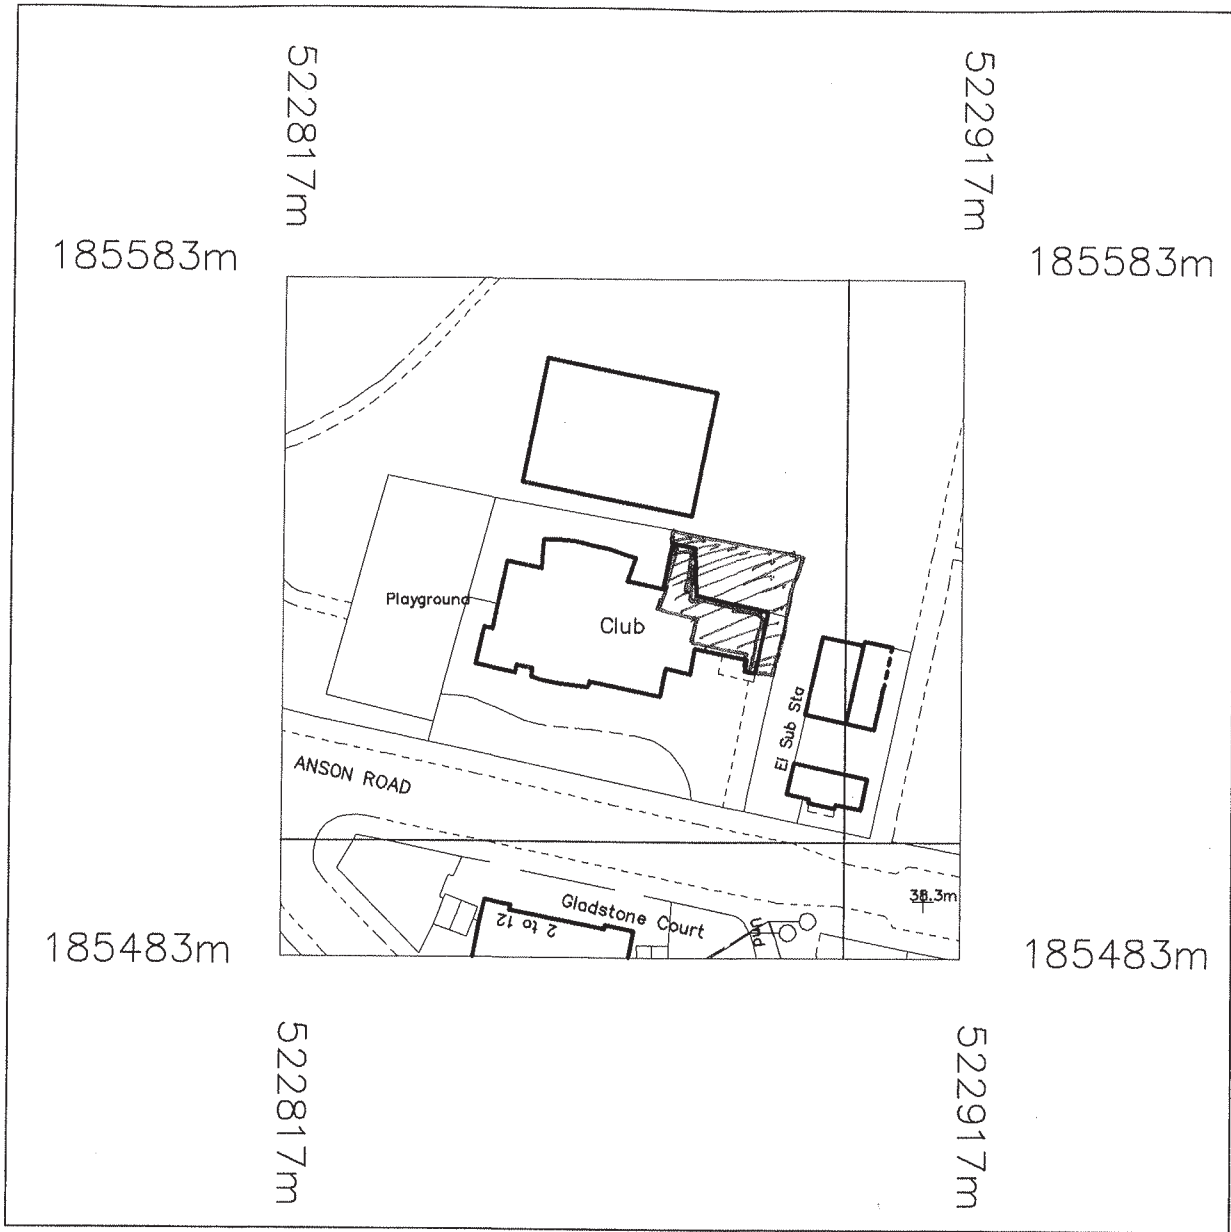 522817m
522917m
185583m
185583m
Playground
Club
El Sub Sta
ANSON ROAD
38.3m
Gladstone Court
2 to 12
Und
185483m
185483m
522817m
522917m